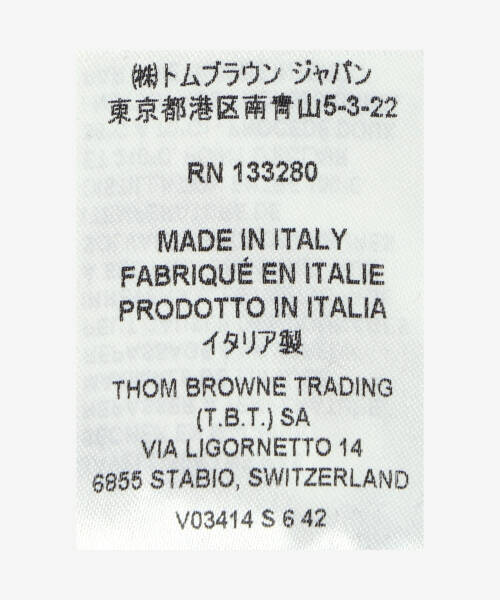 ㈱トムブラウン ジャパン
東京都港区南青山5-3-22
RN 133280
MADE IN ITALY
FABRIQUÉ EN ITALIE
PRODOTTO IN ITALIA
イタリア製
THOM BROWNE TRADING
(T.B.T.) SA
VIA LIGORNETTO 14
6855 STABIO, SWITZERLAND
V03414 S 6 42